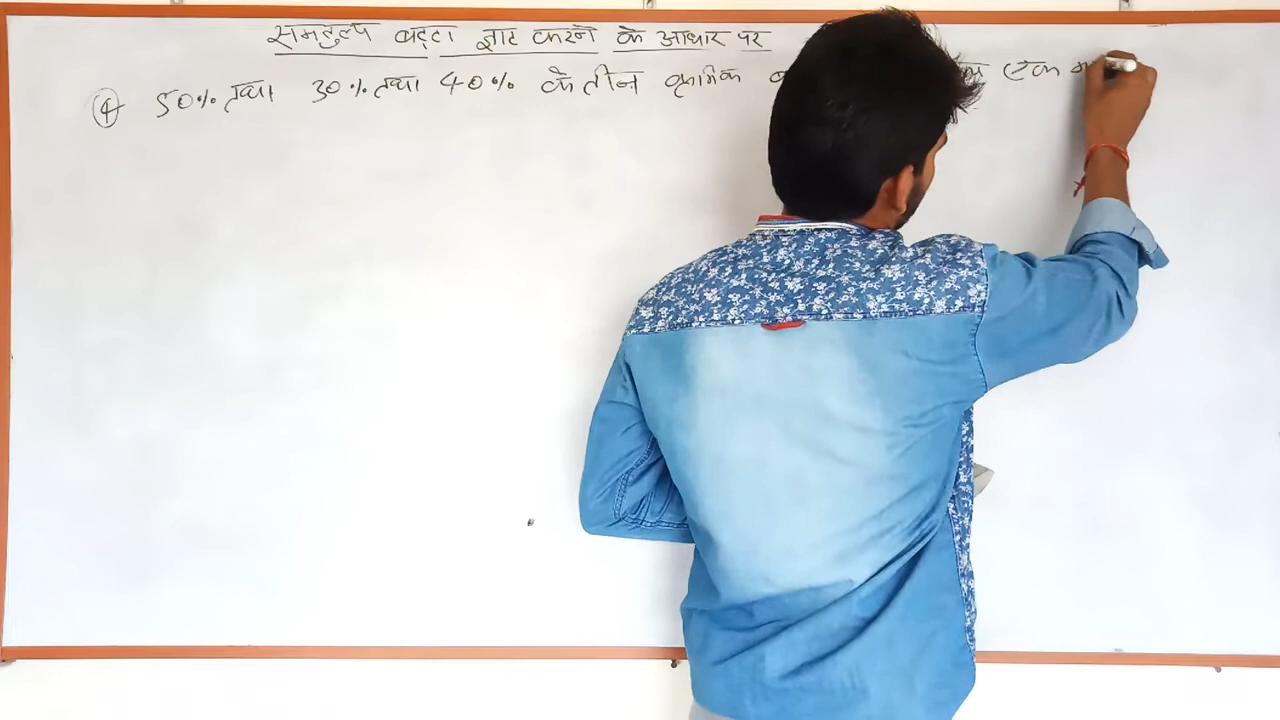 समतुल्य बट्टा ज्ञात करने के आधार पर
④ 50% तथा 30% तथा 40% के तीन क्रमिक एक